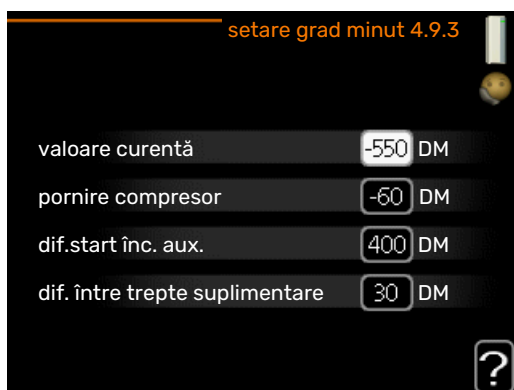 setare grad minut 4.9.3
valoare curentă -550 DM
pornire compresor -60 DM
dif.start înc. aux. 400 DM
dif. între trepte suplimentare 30 DM
?